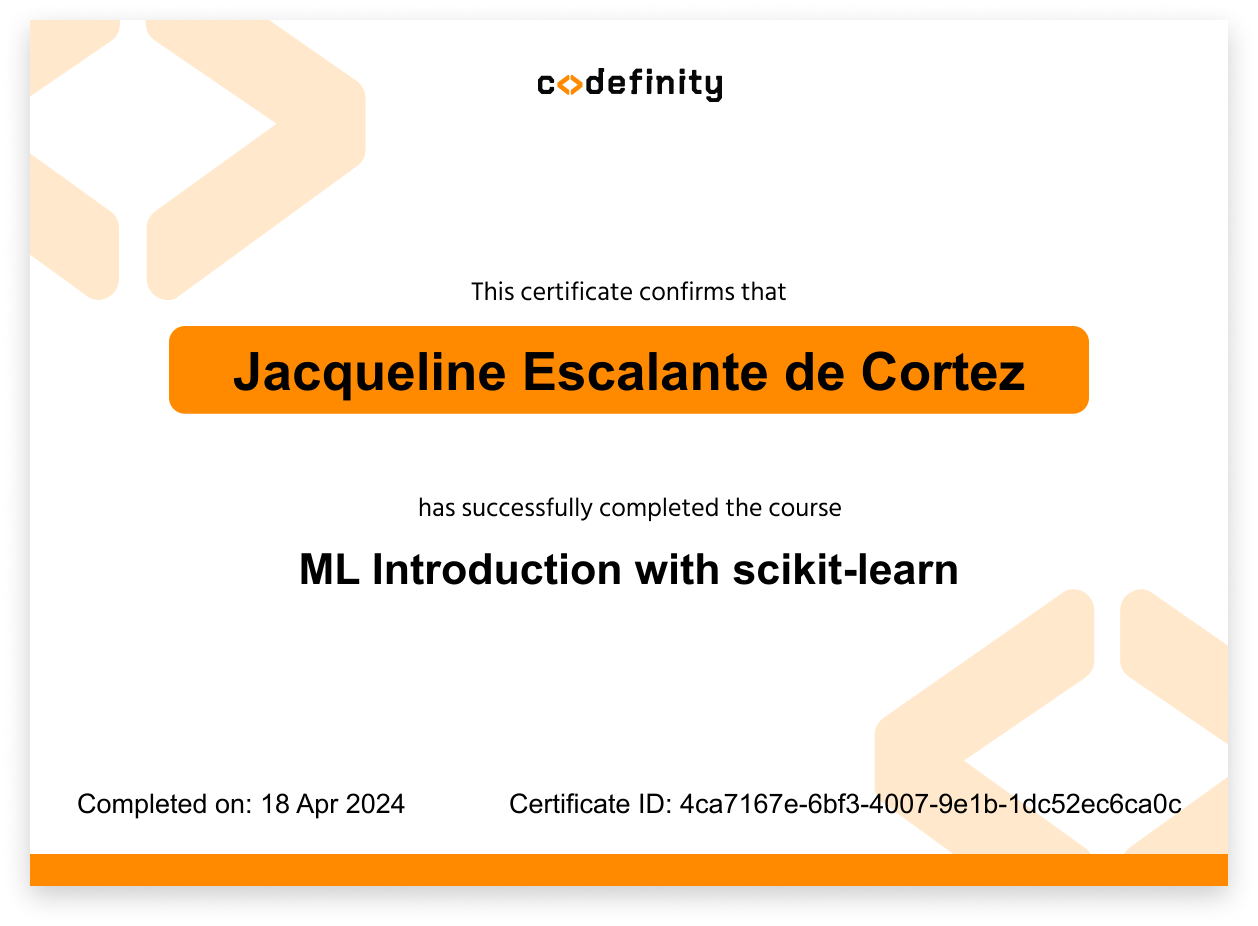 codefinity
This certificate confirms that
Jacqueline Escalante de Cortez
has successfully completed the course
ML Introduction with scikit-learn
Completed on: 18 Apr 2024
Certificate ID: 4ca7167e-6bf3-4007-9e1b-1dc52ec6ca0c